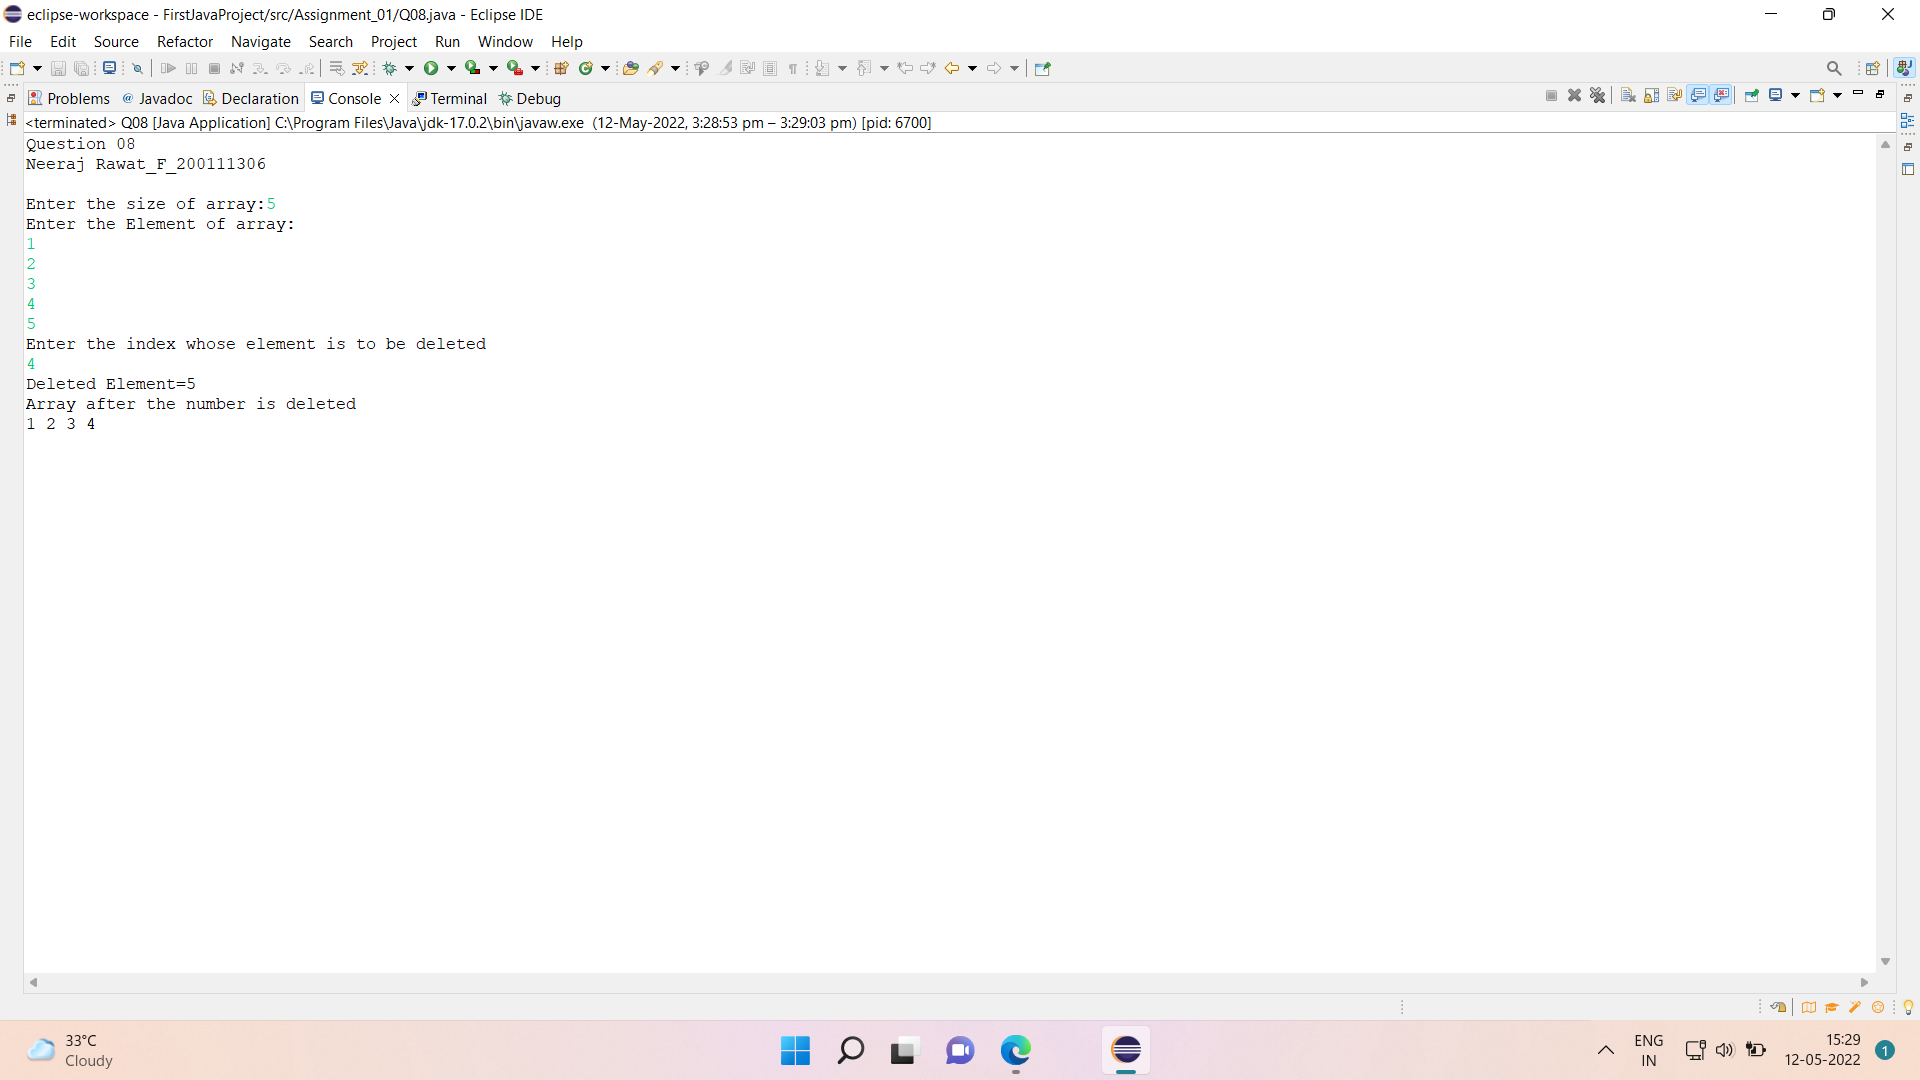 eclipse-workspace - FirstJavaProject/src/Assignment_01/Q08.java - Eclipse IDE
File Edit Source Refactor Navigate Search Project Run Window Help
Problems @ Javadoc Declaration Console Terminal Debug
<terminated> Q08 [Java Application] C:\Program Files\Java\jdk-17.0.2\bin\javaw.exe (12-May-2022, 3:28:53 pm – 3:29:03 pm) [pid: 6700]
Question 08
Neeraj Rawat_F_200111306
Enter the size of array:5
Enter the Element of array:
1
2
3
4
5
Enter the index whose element is to be deleted
4
Deleted Element=5
Array after the number is deleted
1 2 3 4
33°C
Cloudy
ENG
IN
15:29
12-05-2022
1